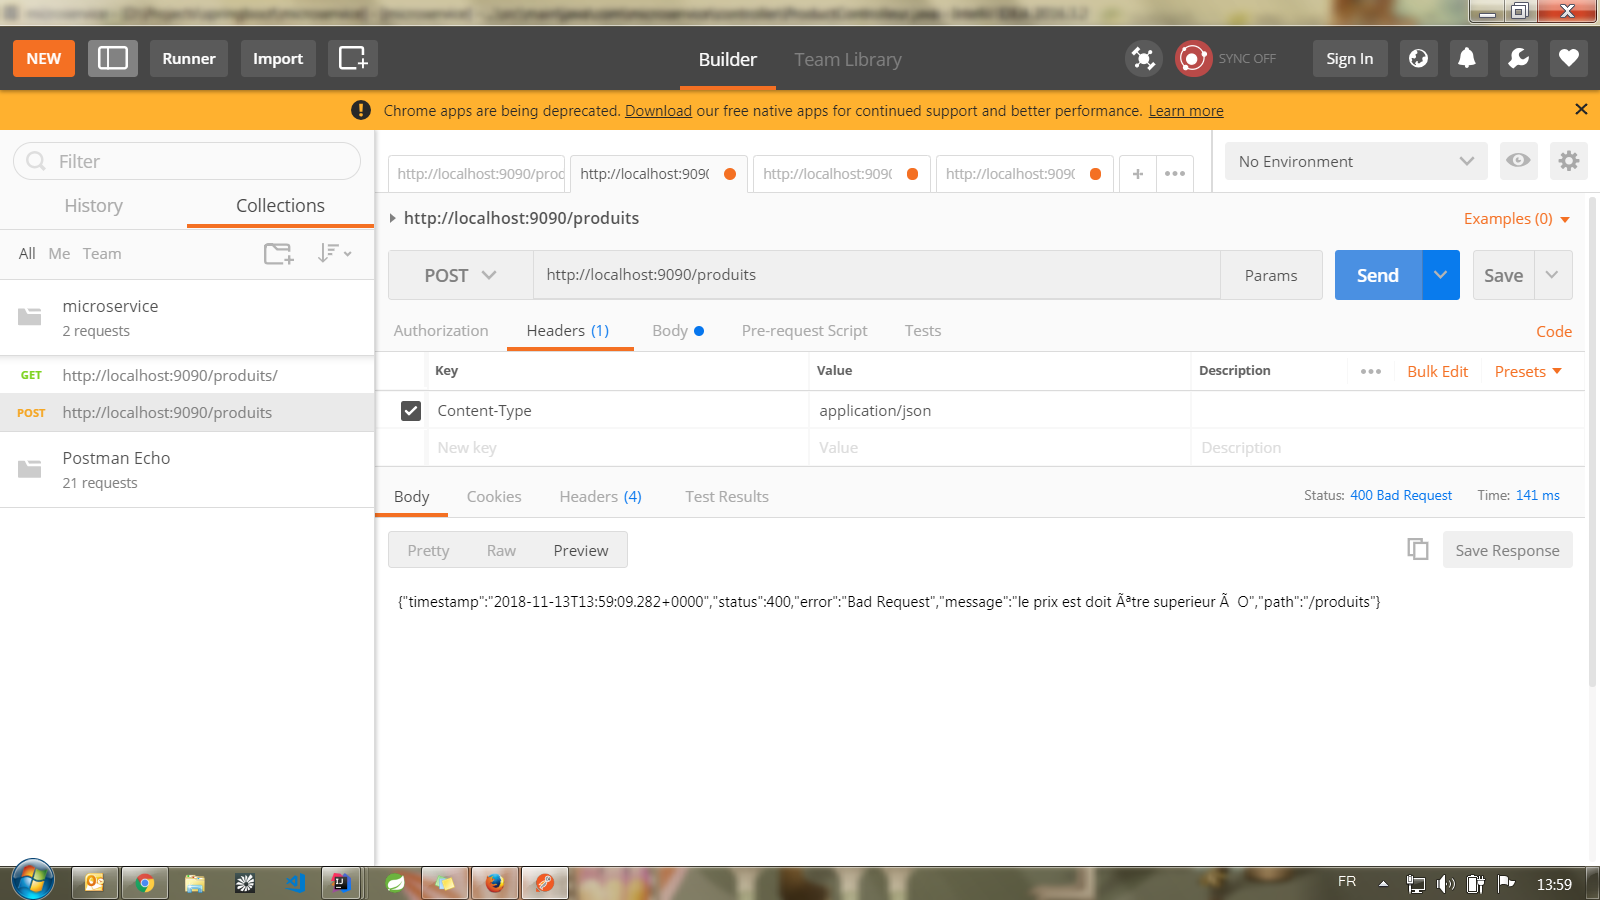 NEW Runner Import Builder Team Library SYNC OFF Sign In
Chrome apps are being deprecated. Download our free native apps for continued support and better performance. Learn more
Filter
History Collections
All Me Team
microservice
2 requests
GET http://localhost:9090/produits/
POST http://localhost:9090/produits
Postman Echo
21 requests
http://localhost:9090/prod http://localhost:9090 http://localhost:9090 http://localhost:9090 + •••
No Environment
http://localhost:9090/produits
Examples (0)
POST http://localhost:9090/produits Params Send Save
Authorization Headers (1) Body Pre-request Script Tests Code
Key Value Description ••• Bulk Edit Presets
Content-Type application/json
New key Value Description
Body Cookies Headers (4) Test Results Status: 400 Bad Request Time: 141 ms
Pretty Raw Preview Save Response
{"timestamp":"2018-11-13T13:59:09.282+0000","status":400,"error":"Bad Request","message":"le prix est doit Ãªtre superieur Ã  O","path":"/produits"}
FR 13:59